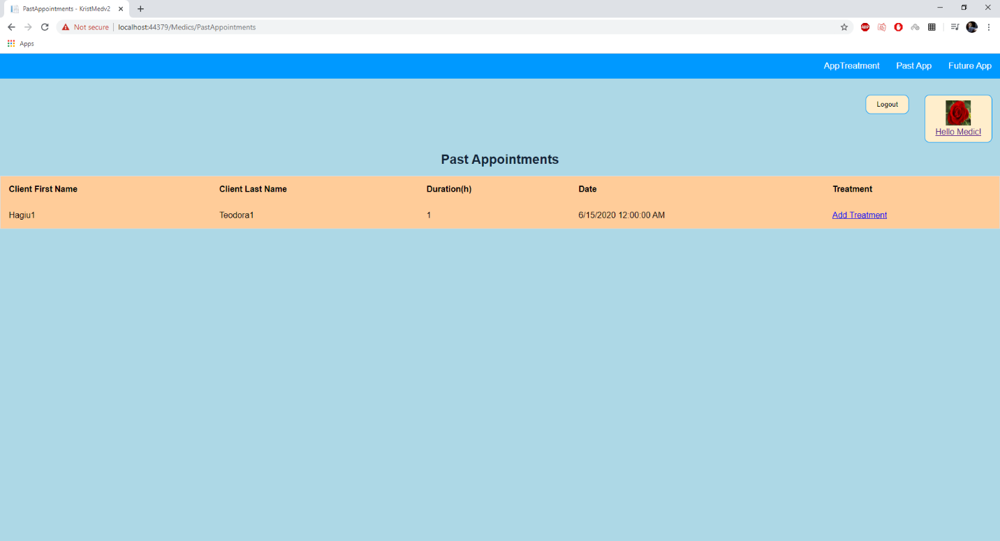 PastAppointments - KristMedv2
Not secure localhost:44379/Medics/PastAppointments
ABP
Apps
AppTreatment Past App Future App
Logout
Hello Medic!
Past Appointments
Client First Name Client Last Name Duration(h) Date Treatment
Hagiu1 Teodora1 1 6/15/2020 12:00:00 AM Add Treatment